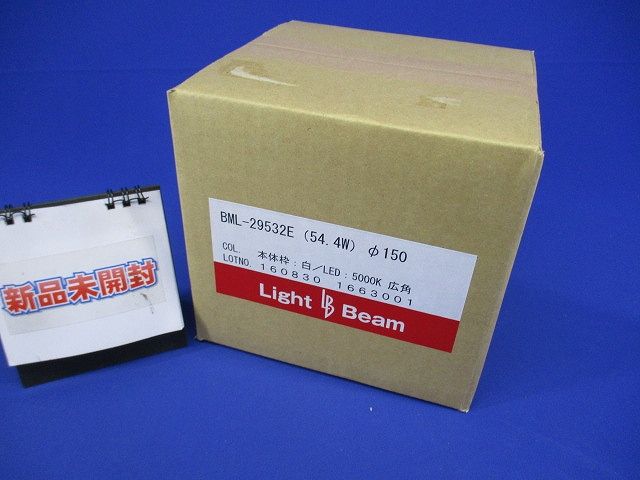 新品未開封
BML-29532E (54.4W) φ150
COL. 本体枠:白/LED:5000K 広角
LOTNO. 160830 1663001
Light Beam